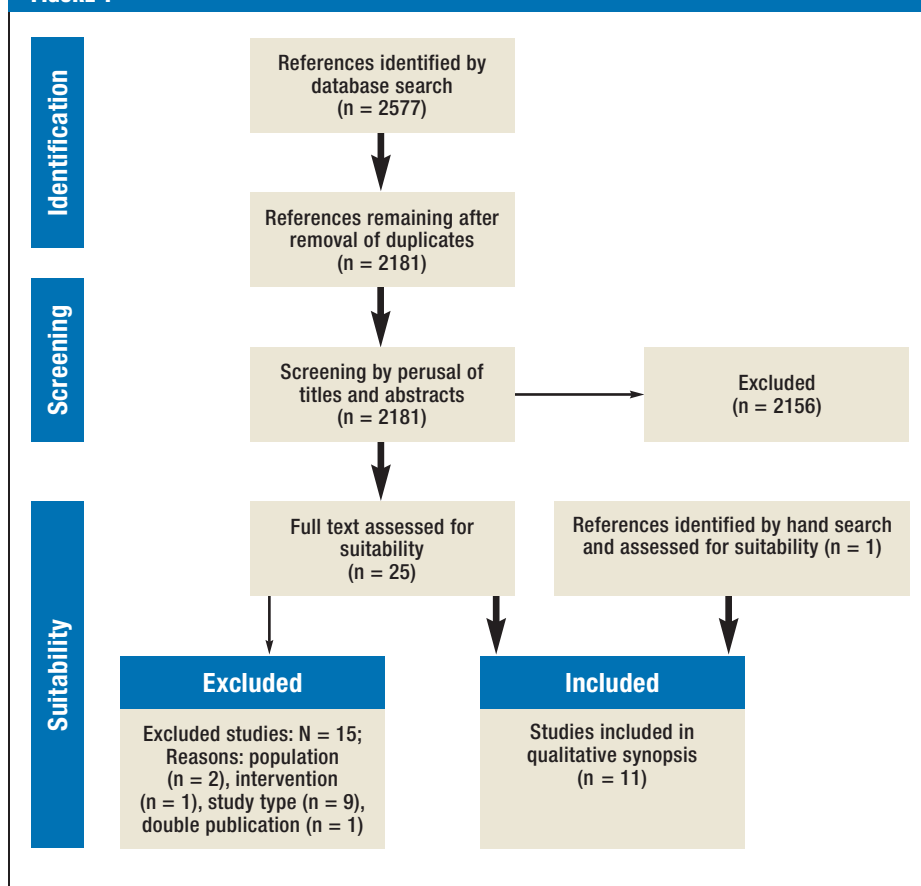 Identification
References identified by
database search
(n = 2577)
References remaining after
removal of duplicates
(n = 2181)
Screening
Screening by perusal of
titles and abstracts
(n = 2181)
Excluded
(n = 2156)
Suitability
Full text assessed for
suitability
(n = 25)
References identified by hand search
and assessed for suitability (n = 1)
Excluded
Excluded studies: N = 15;
Reasons: population
(n = 2), intervention
(n = 1), study type (n = 9),
double publication (n = 1)
Included
Studies included in
qualitative synopsis
(n = 11)